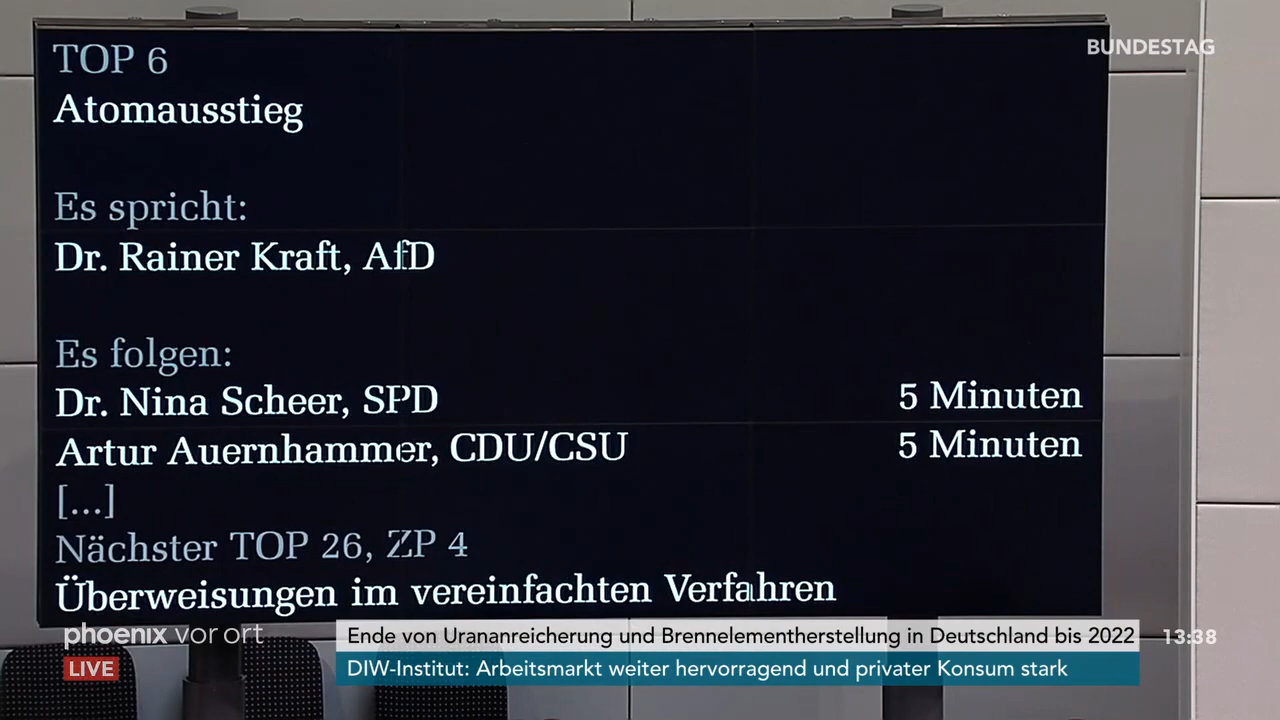 BUNDESTAG
TOP 6
Atomausstieg
Es spricht:
Dr. Rainer Kraft, AfD
Es folgen:
Dr. Nina Scheer, SPD 5 Minuten
Artur Auernhammer, CDU/CSU 5 Minuten
[...]
Nächster TOP 26, ZP 4
Überweisungen im vereinfachten Verfahren
phoenix vor ort
LIVE
Ende von Urananreicherung und Brennelementherstellung in Deutschland bis 2022
13:38
DIW-Institut: Arbeitsmarkt weiter hervorragend und privater Konsum stark